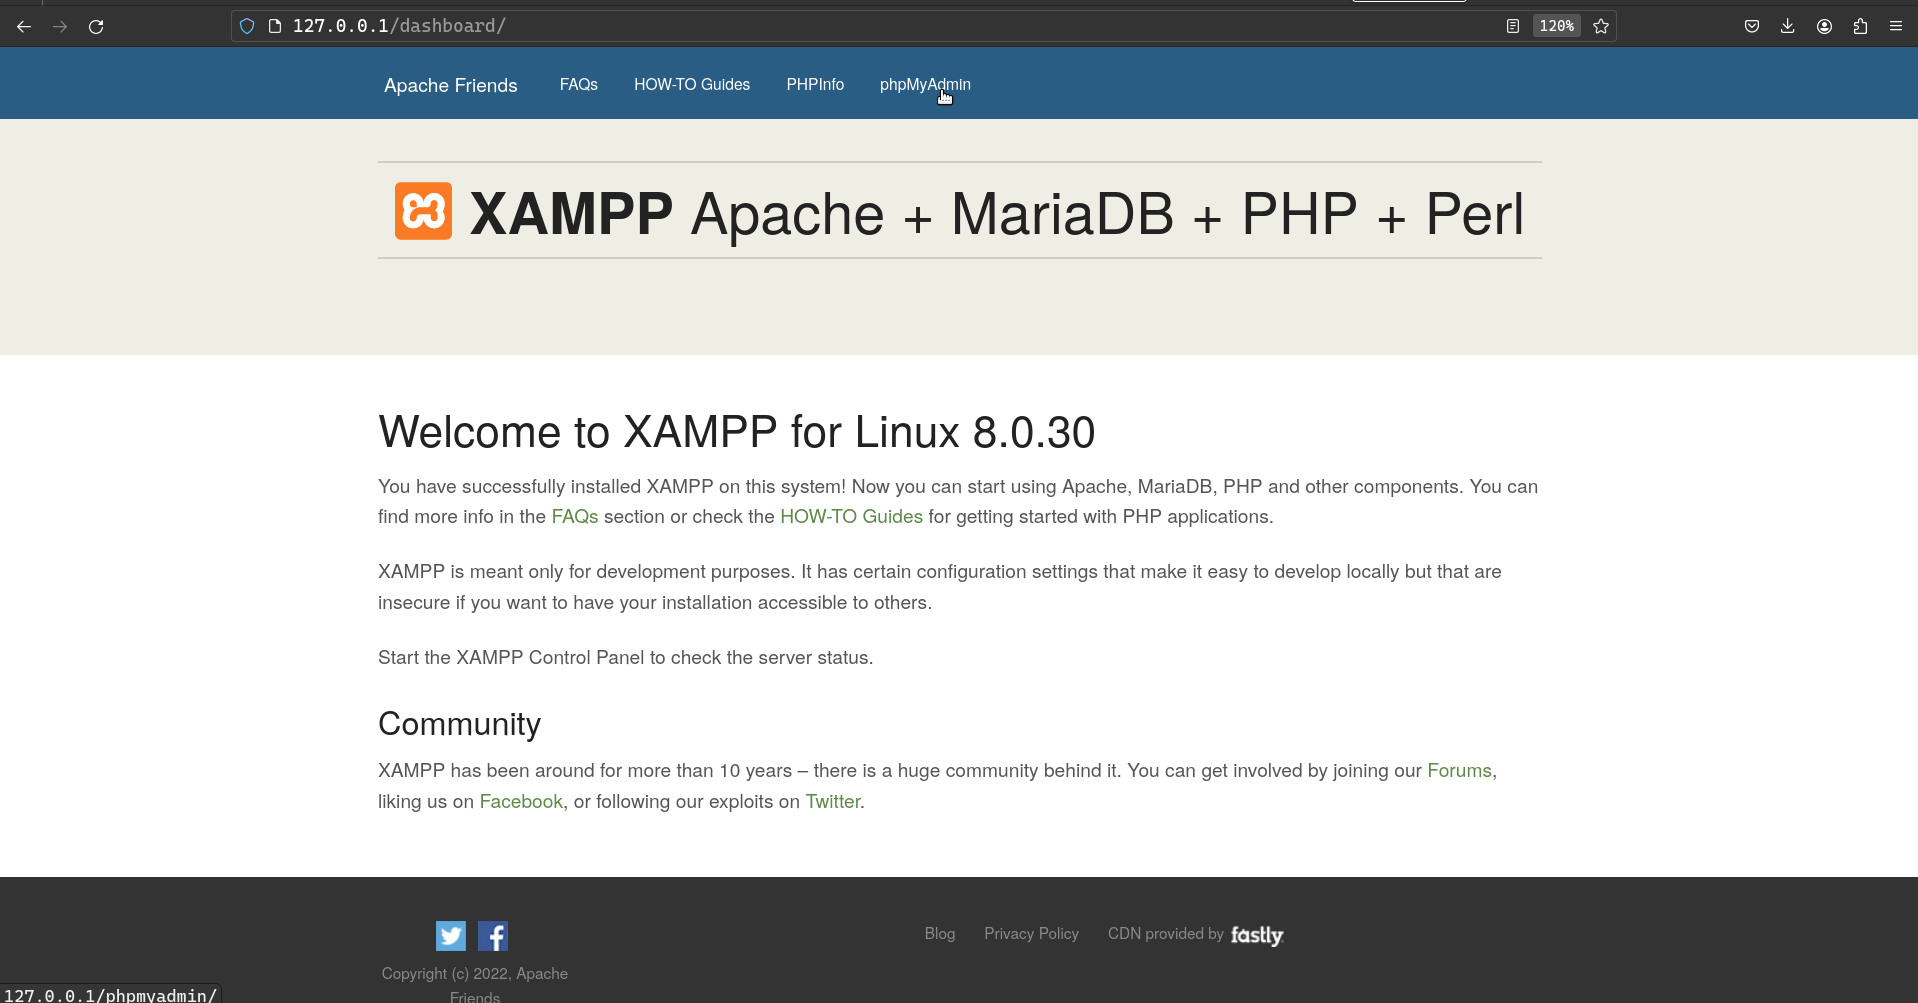 127.0.0.1/dashboard/
120%
Apache Friends FAQs HOW-TO Guides PHPInfo phpMyAdmin
XAMPP Apache + MariaDB + PHP + Perl
Welcome to XAMPP for Linux 8.0.30
You have successfully installed XAMPP on this system! Now you can start using Apache, MariaDB, PHP and other components. You can
find more info in the FAQs section or check the HOW-TO Guides for getting started with PHP applications.
XAMPP is meant only for development purposes. It has certain configuration settings that make it easy to develop locally but that are
insecure if you want to have your installation accessible to others.
Start the XAMPP Control Panel to check the server status.
Community
XAMPP has been around for more than 10 years – there is a huge community behind it. You can get involved by joining our Forums,
liking us on Facebook, or following our exploits on Twitter.
Blog Privacy Policy CDN provided by fastly
Copyright (c) 2022, Apache
Friends
127.0.0.1/phpmyadmin/